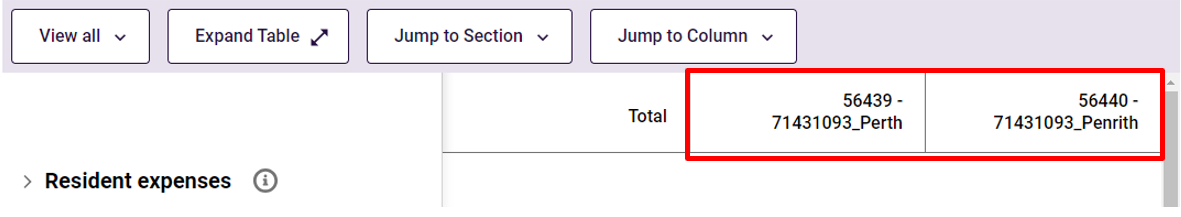 View all
Expand Table
Jump to Section
Jump to Column
Total
56439 -
71431093_Perth
56440 -
71431093_Penrith
Resident expenses